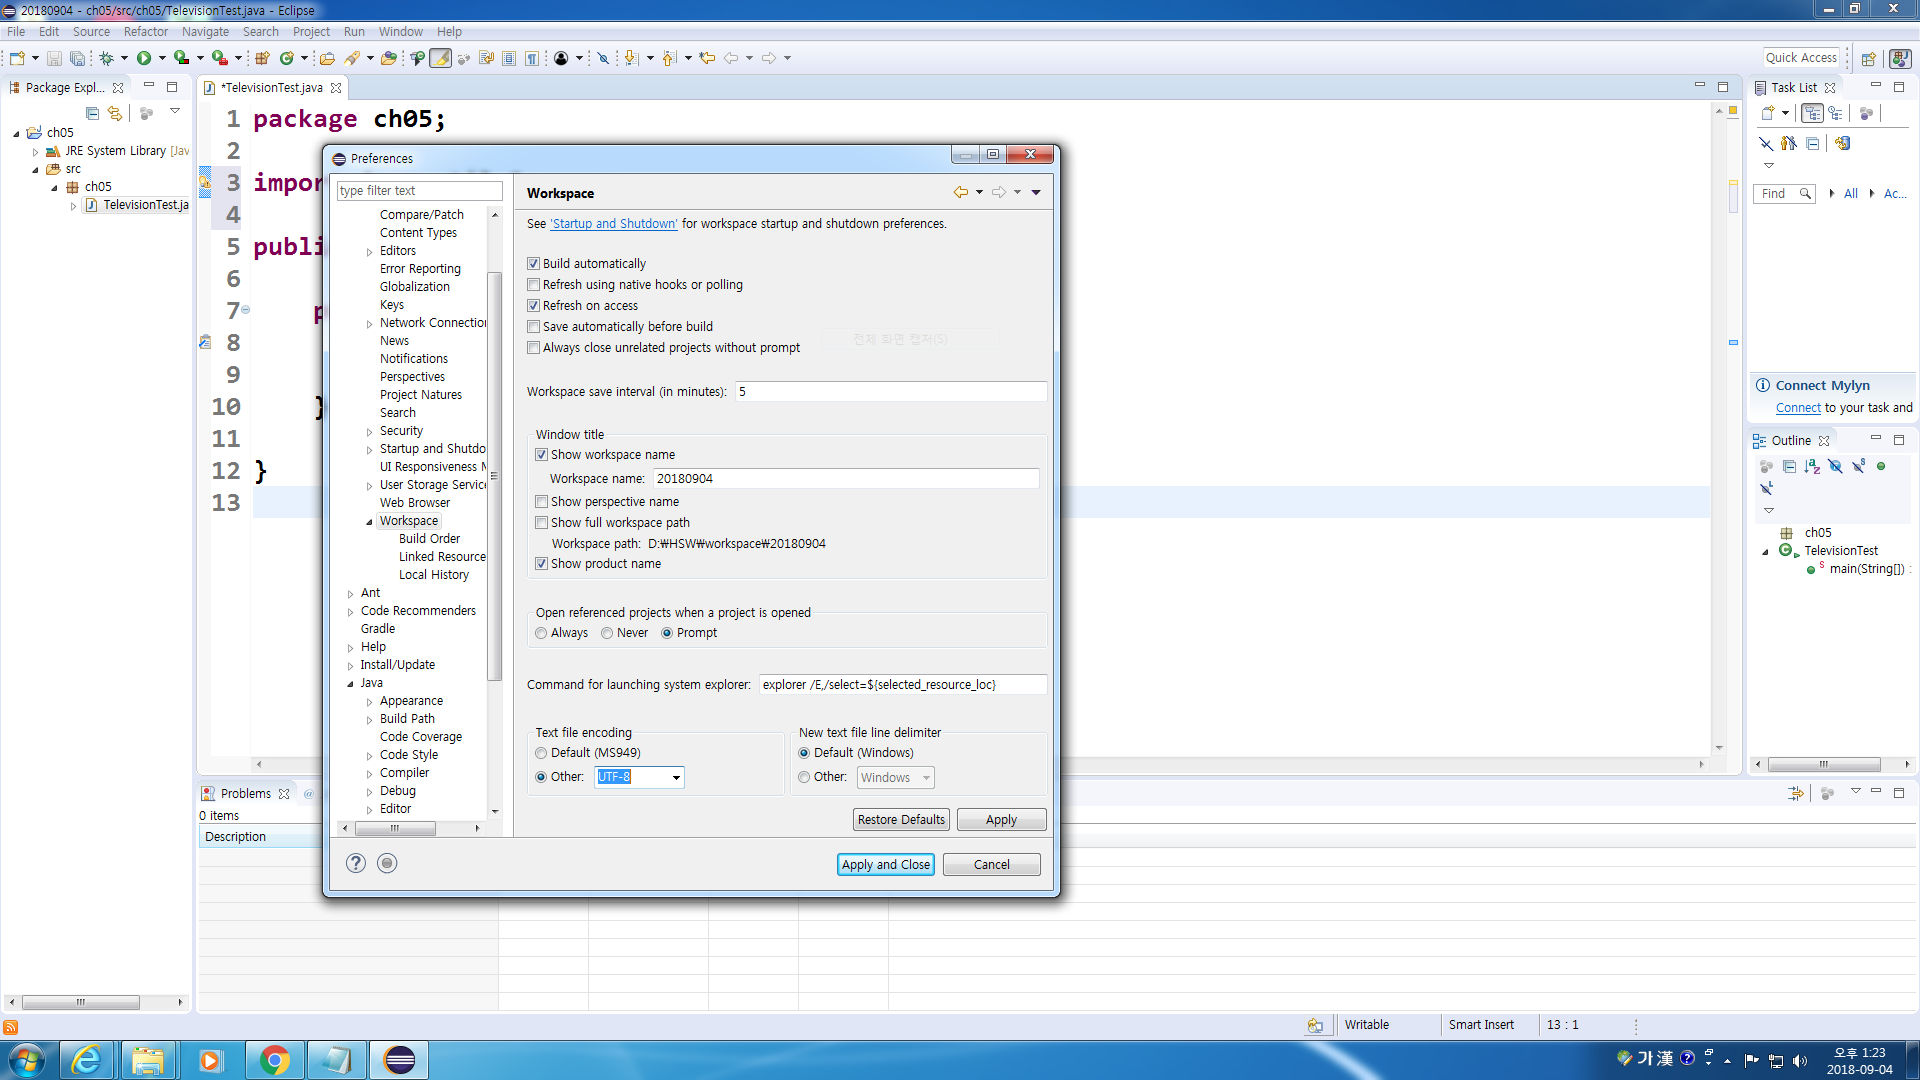 20180904 - ch05/src/ch05/TelevisionTest.java - Eclipse
File Edit Source Refactor Navigate Search Project Run Window Help
Quick Access
Package Expl...
ch05
JRE System Library [Jav
src
ch05
TelevisionTest.ja
*TelevisionTest.java
1 package ch05;
2
3 impor
4
5 publi
6
7 p
8
9
10 }
11
12 }
13
Preferences
type filter text
Compare/Patch
Content Types
Editors
Error Reporting
Globalization
Keys
Network Connection
News
Notifications
Perspectives
Project Natures
Search
Security
Startup and Shutdo
UI Responsiveness M
User Storage Service
Web Browser
Workspace
Build Order
Linked Resource
Local History
Ant
Code Recommenders
Gradle
Help
Install/Update
Java
Appearance
Build Path
Code Coverage
Code Style
Compiler
Debug
Editor
Workspace
See 'Startup and Shutdown' for workspace startup and shutdown preferences.
Build automatically
Refresh using native hooks or polling
Refresh on access
Save automatically before build
전체 화면 캡저(S)
Always close unrelated projects without prompt
Workspace save interval (in minutes): 5
Window title
Show workspace name
Workspace name: 20180904
Show perspective name
Show full workspace path
Workspace path: D:₩HSW₩workspace₩20180904
Show product name
Open referenced projects when a project is opened
Always Never Prompt
Command for launching system explorer: explorer /E,/select=${selected_resource_loc}
Text file encoding
Default (MS949)
Other: UTF-8
New text file line delimiter
Default (Windows)
Other: Windows
Restore Defaults Apply
Apply and Close Cancel
Task List
Find All Ac...
Connect Mylyn
Connect to your task and
Outline
ch05
TelevisionTest
main(String[]) :
Problems @
0 items
Description
Writable Smart Insert 13 : 1
가 漢
오후 1:23
2018-09-04